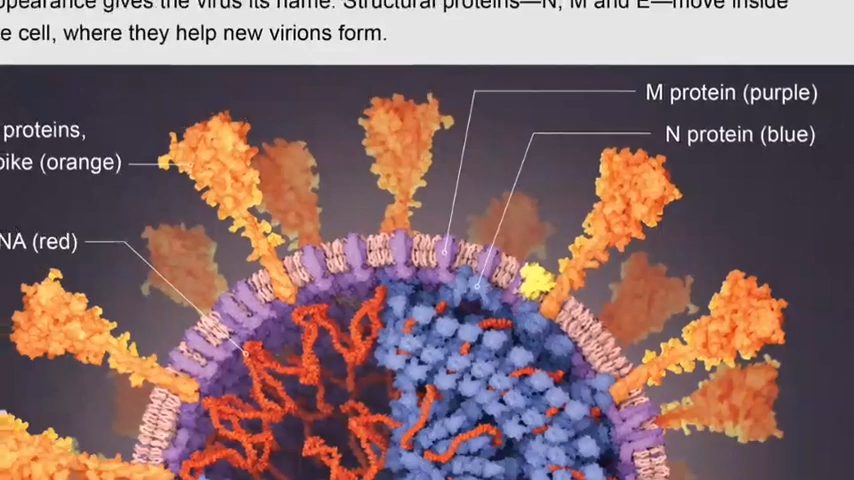 appearance gives the virus its name. Structural proteins—N, M and E—move inside
e cell, where they help new virions form.
M protein (purple)
N protein (blue)
proteins,
pike (orange)
NA (red)